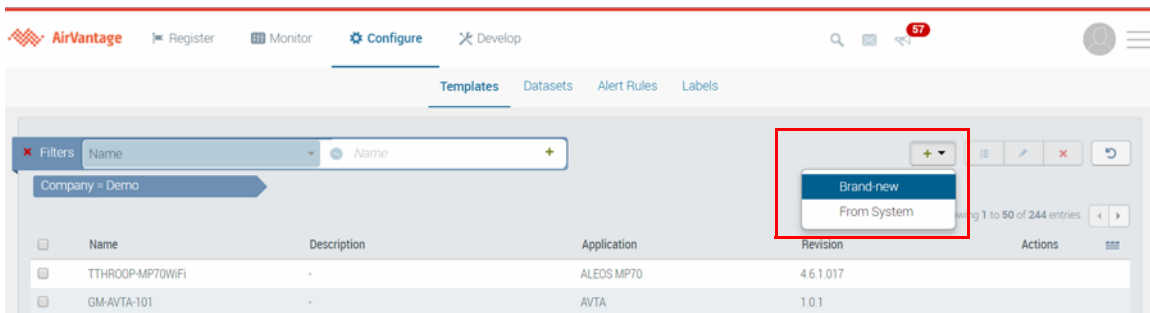 AirVantage Register Monitor Configure Develop 57
Templates Datasets Alert Rules Labels
Filters Name Name
Company = Demo
Brand-new
From System
wing 1 to 50 of 244 entries
Name Description Application Revision Actions
TTHROOP-MP70WiFi - ALEOS MP70 4.6.1.017
GM-AVTA-101 - AVTA 1.0.1